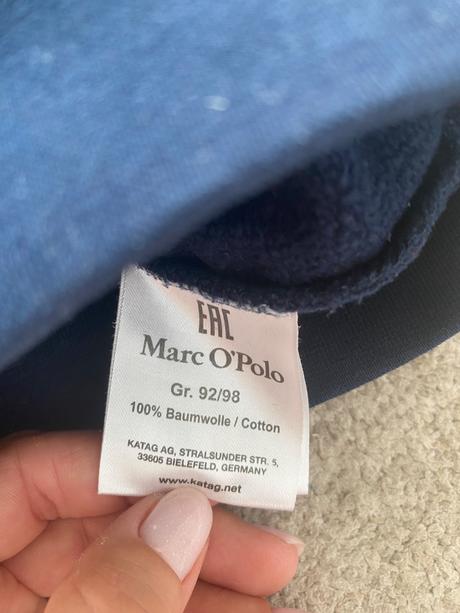 EAC
Marc O'Polo
Gr. 92/98
100% Baumwolle / Cotton
KATAG AG, STRALSUNDER STR. 5,
33605 BIELEFELD, GERMANY
www.katag.net